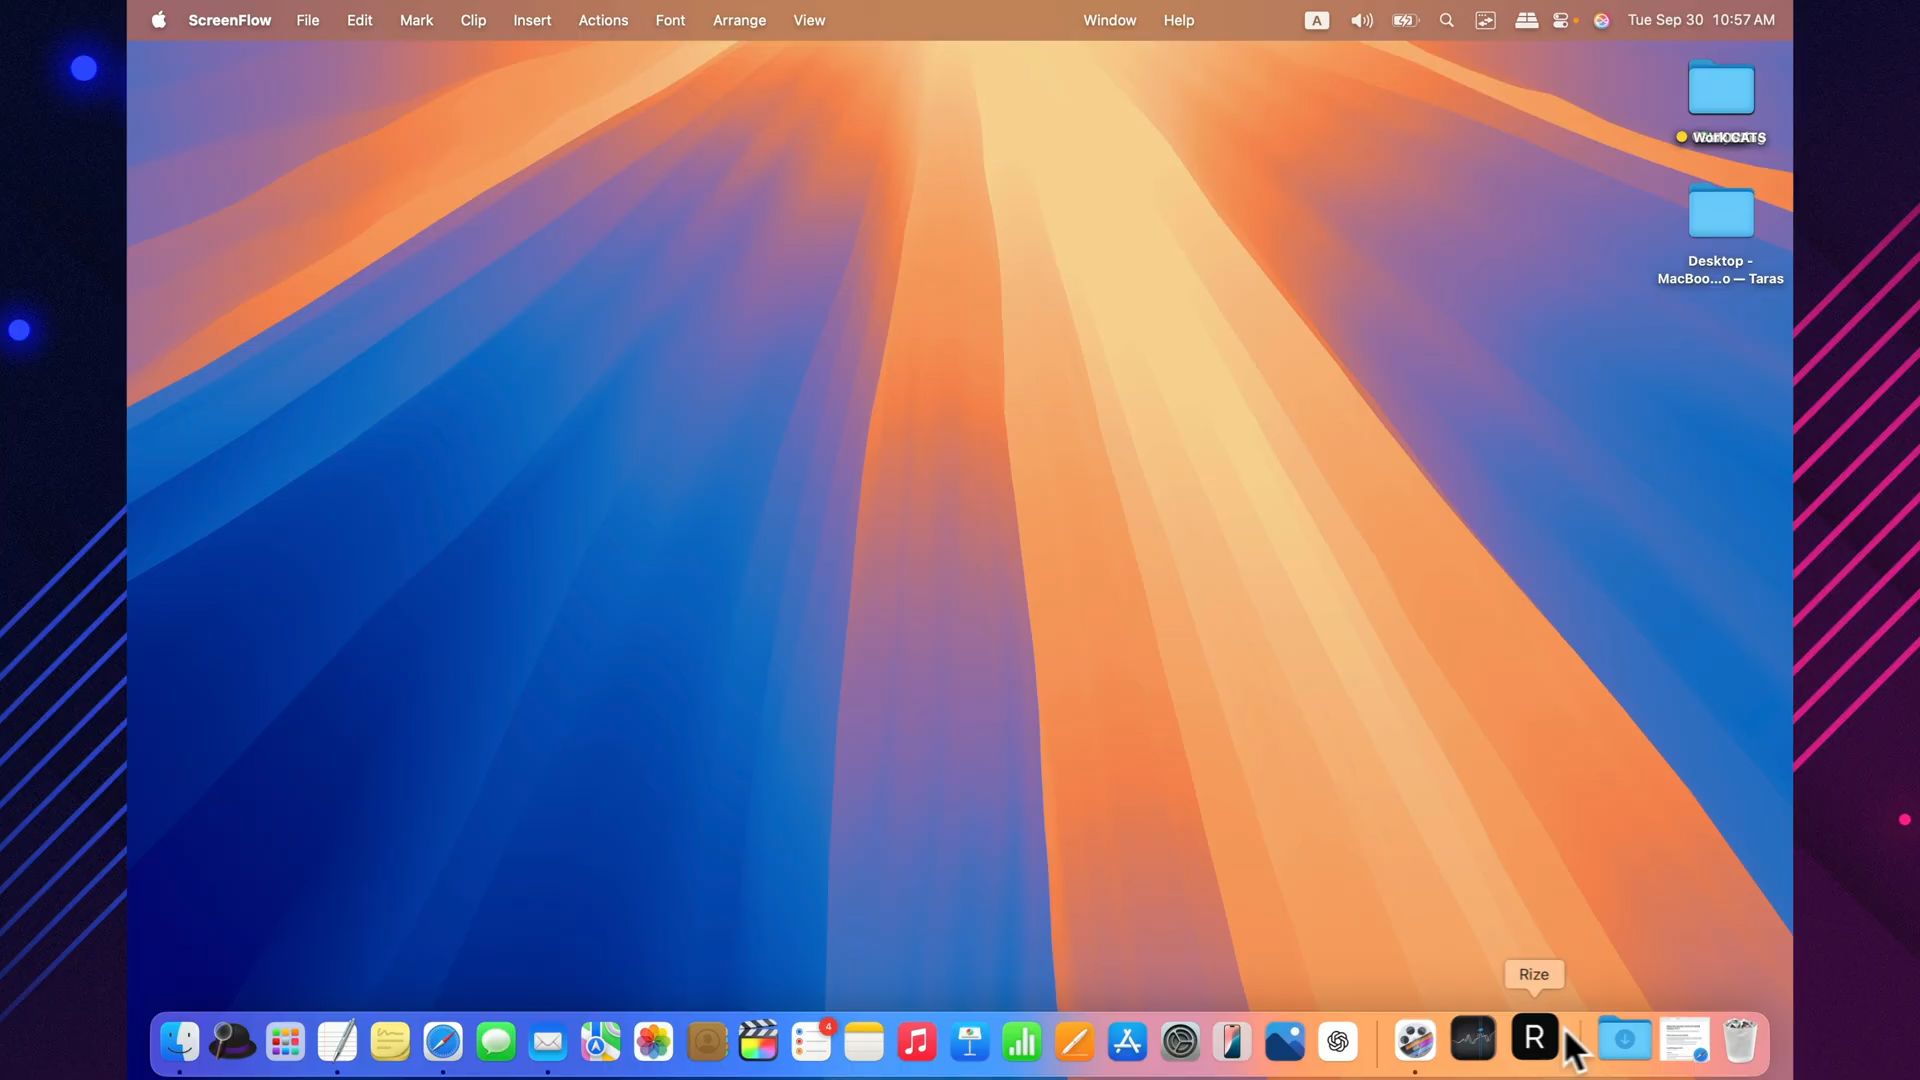 ScreenFlow File Edit Mark Clip Insert Actions Font Arrange View Window Help A Tue Sep 30 10:57 AM
Desktop -
MacBoo...o — Taras
Rize
4
R